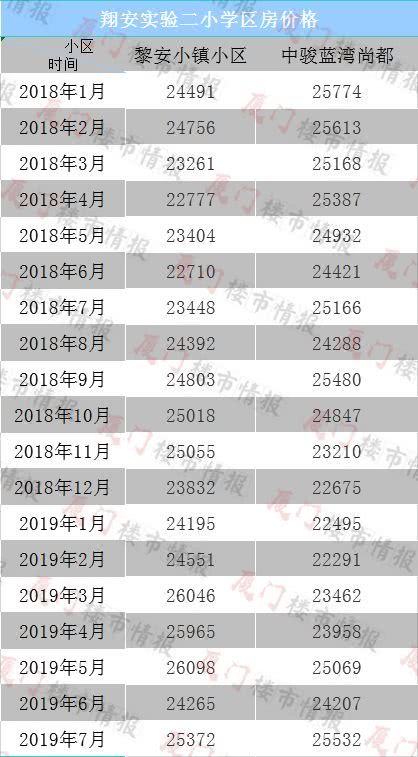 翔安实验二小学区房价格
小区
时间 黎安小镇小区 中骏蓝湾尚都
2018年1月 24491 25774
2018年2月 24756 25613
2018年3月 23261 25168
2018年4月 22777 25387
2018年5月 23404 24932
2018年6月 22710 24421
2018年7月 23448 25166
2018年8月 24392 24288
2018年9月 24803 25480
2018年10月 25018 24847
2018年11月 25055 23210
2018年12月 23832 22675
2019年1月 24195 22495
2019年2月 24551 22291
2019年3月 26046 23462
2019年4月 25965 23958
2019年5月 26098 25069
2019年6月 24265 24207
2019年7月 25372 25532
厦门楼市情报